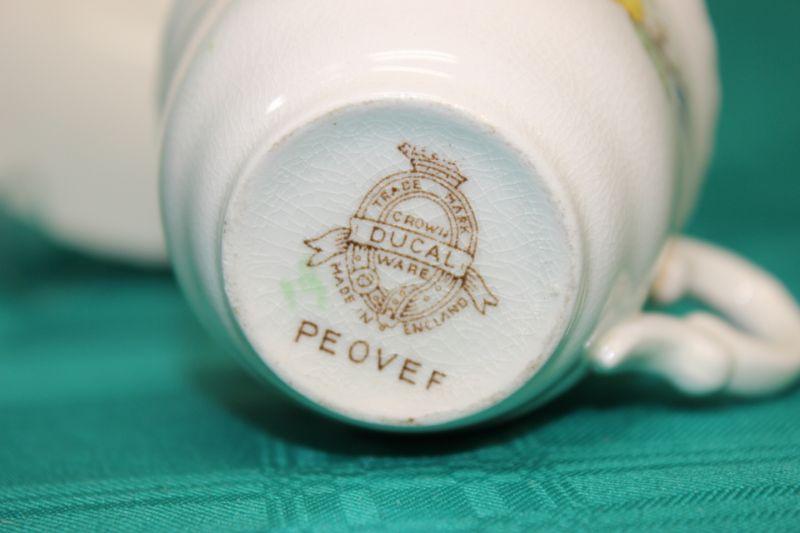 TRADE MARK
CROWN
DUCAL
WARE
MADE IN ENGLAND
PEOVEF